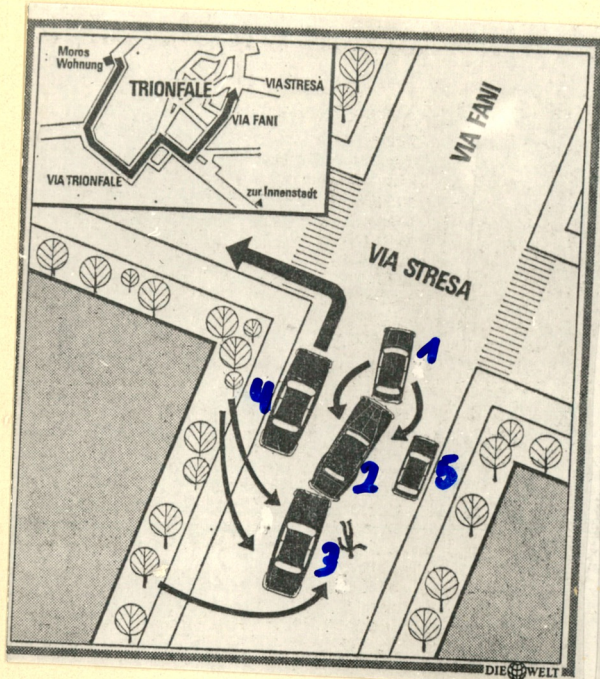 Moros
Wohnung
TRIONFALE
VIA STRESA
VIA FANI
VIA TRIONFALE
zur Innenstadt
VIA FANI
VIA STRESA
1
4
2
5
3
DIE WELT